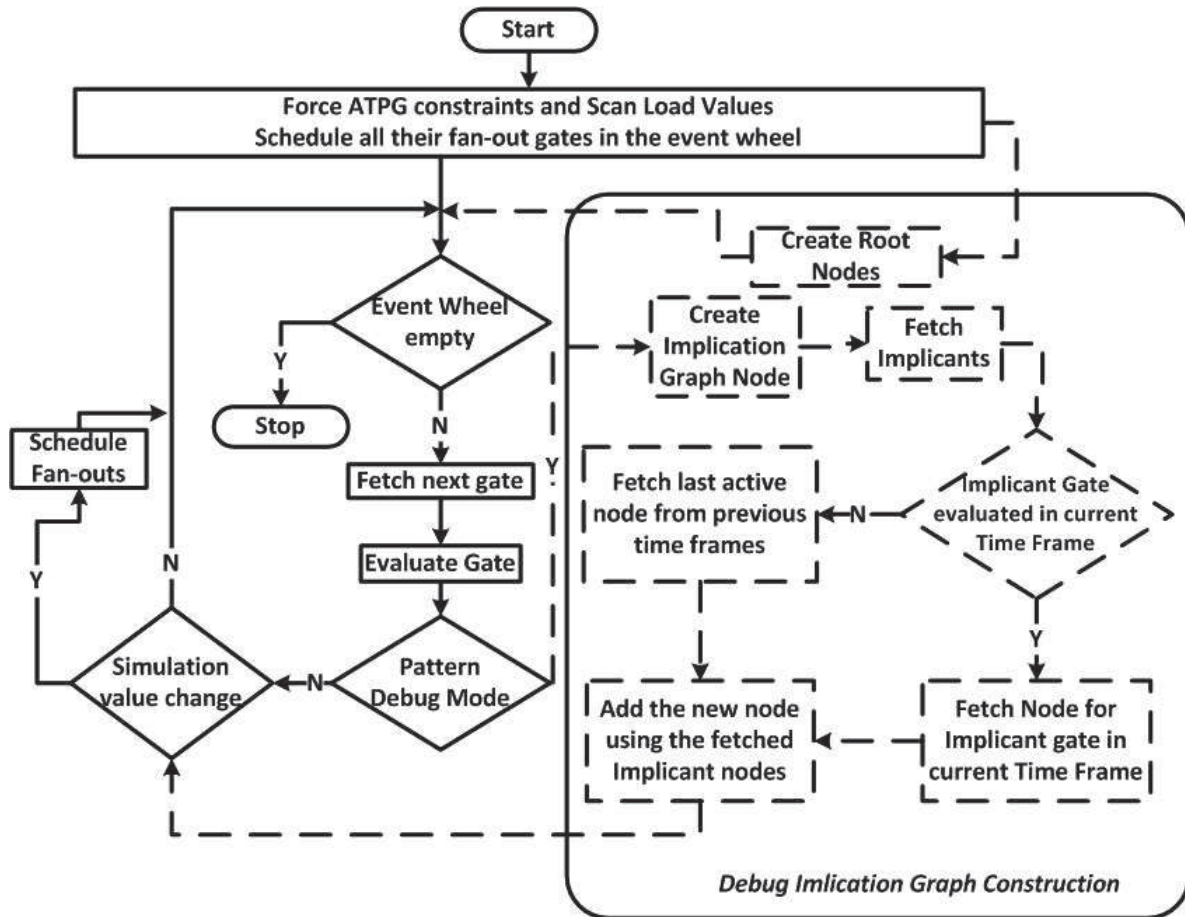 Start
Force ATPG constraints and Scan Load Values
Schedule all their fan-out gates in the event wheel
Create Root
Nodes
Event Wheel
empty
Create
Implication
Graph Node
Fetch
Implicants
Y
Stop
N
Schedule
Fan-outs
Fetch next gate
Y
Fetch last active
node from previous
time frames
N
Implicant Gate
evaluated in current
Time Frame
Evaluate Gate
N
Y
Y
Simulation
value change
N
Pattern
Debug Mode
Add the new node
using the fetched
Implicant nodes
Fetch Node for
Implicant gate in
current Time Frame
Debug Imlication Graph Construction